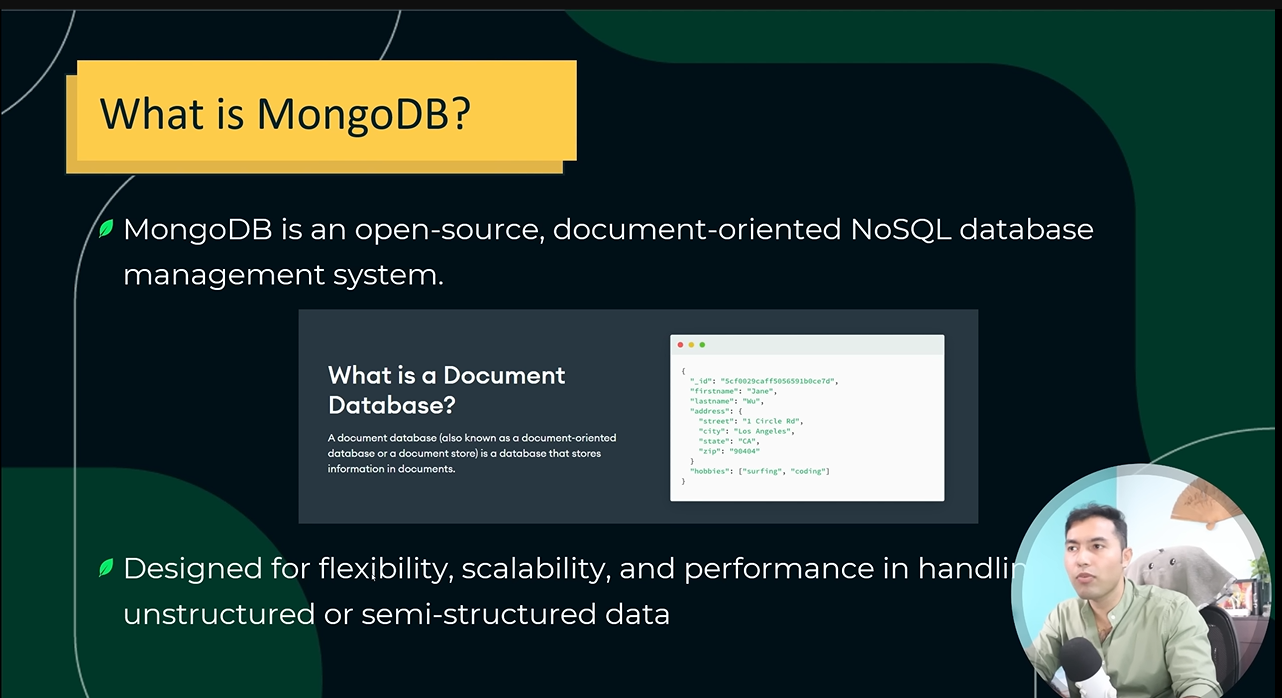 What is MongoDB?
MongoDB is an open-source, document-oriented NoSQL database
management system.
What is a Document
Database?
A document database (also known as a document-oriented
database or a document store) is a database that stores
information in documents.
{
"_id": "5cf0029caff5056591b0ce7d",
"firstname": "Jane",
"lastname": "Wu",
"address": {
"street": "1 Circle Rd",
"city": "Los Angeles",
"state": "CA",
"zip": "90404"
}
"hobbies": ["surfing", "coding"]
}
Designed for flexibility, scalability, and performance in handlin
unstructured or semi-structured data